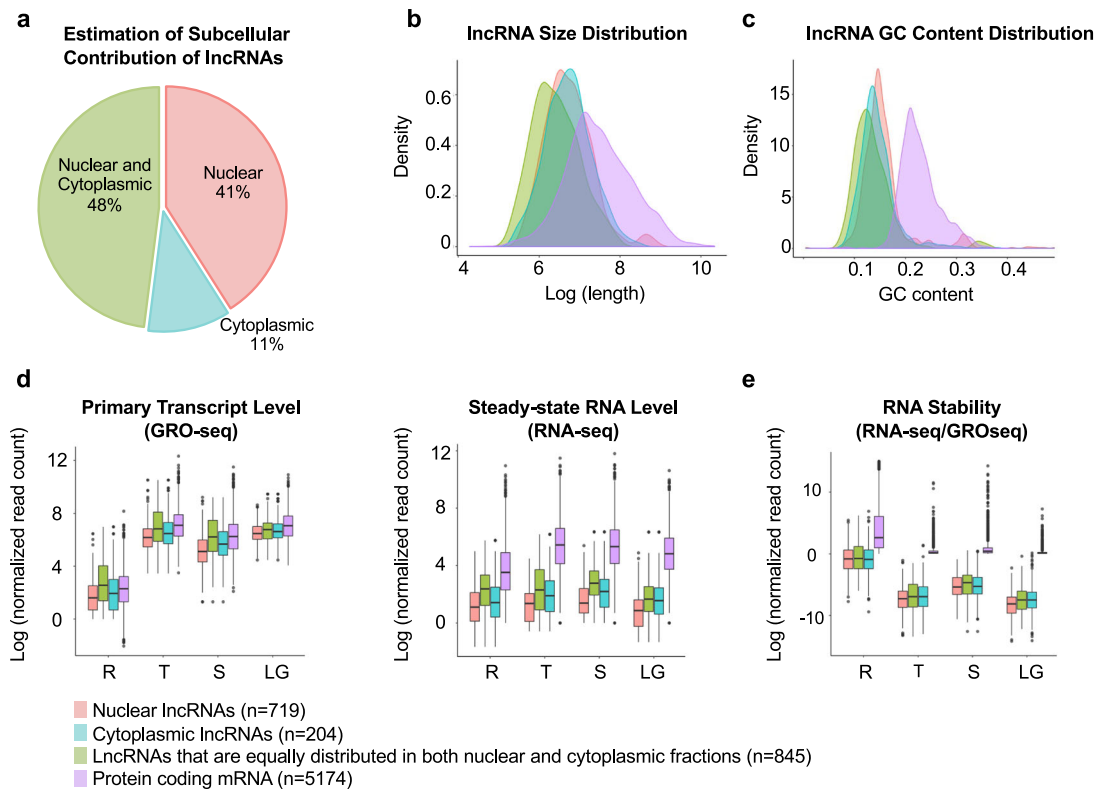 a
Estimation of Subcellular
Contribution of lncRNAs
Nuclear and
Cytoplasmic
48%
Nuclear
41%
Cytoplasmic
11%
b
lncRNA Size Distribution
Density
0.6
0.4
0.2
0
4
6
8
10
Log (length)
c
lncRNA GC Content Distribution
Density
15
10
5
0
0.1
0.2
0.3
0.4
GC content
d
Primary Transcript Level
(GRO-seq)
Log (normalized read count)
12
8
4
0
R
T
S
LG
Steady-state RNA Level
(RNA-seq)
Log (normalized read count)
12
8
4
0
R
T
S
LG
e
RNA Stability
(RNA-seq/GROseq)
Log (normalized read count)
10
0
-10
R
T
S
LG
Nuclear lncRNAs (n=719)
Cytoplasmic lncRNAs (n=204)
LncRNAs that are equally distributed in both nuclear and cytoplasmic fractions (n=845)
Protein coding mRNA (n=5174)